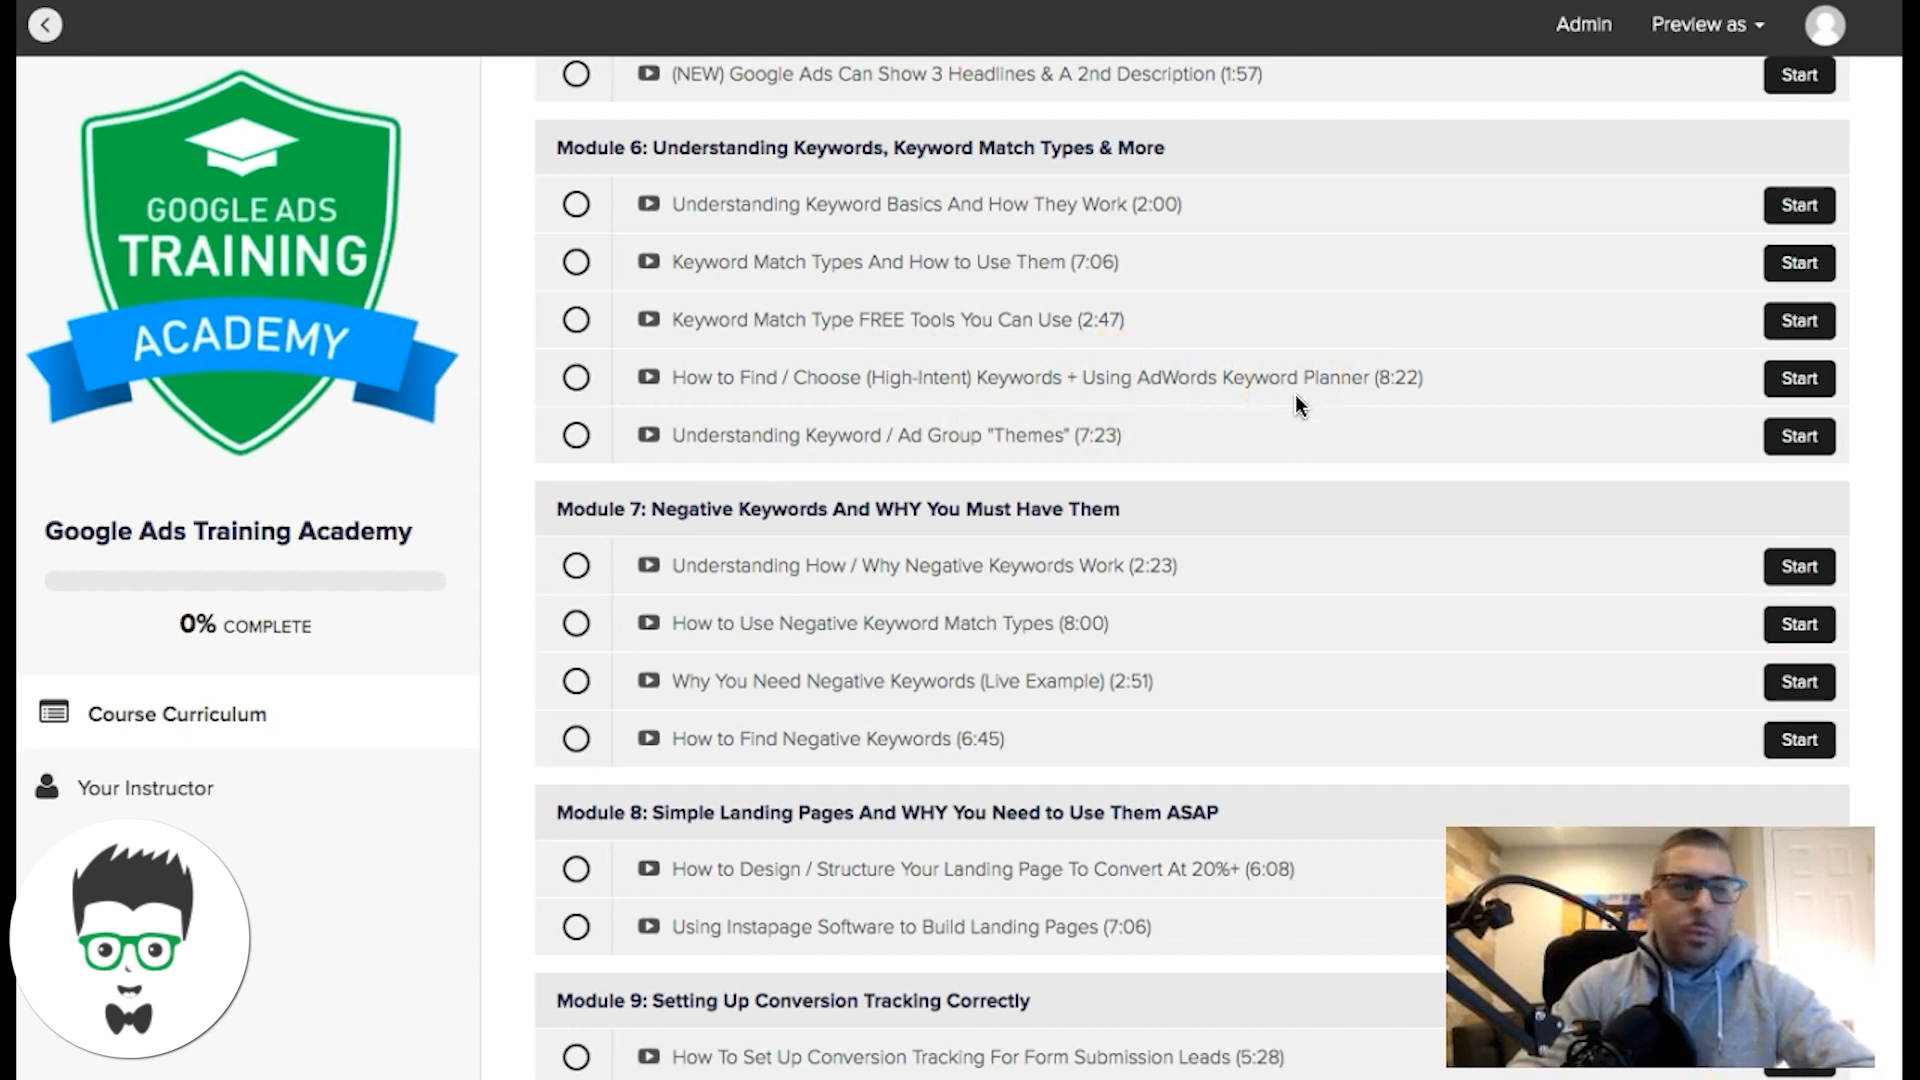 Admin
Preview as
GOOGLE ADS
TRAINING
ACADEMY
Google Ads Training Academy
0% COMPLETE
Course Curriculum
Your Instructor
(NEW) Google Ads Can Show 3 Headlines & A 2nd Description (1:57)
Start
Module 6: Understanding Keywords, Keyword Match Types & More
Understanding Keyword Basics And How They Work (2:00)
Start
Keyword Match Types And How to Use Them (7:06)
Start
Keyword Match Type FREE Tools You Can Use (2:47)
Start
How to Find / Choose (High-Intent) Keywords + Using AdWords Keyword Planner (8:22)
Start
Understanding Keyword / Ad Group "Themes" (7:23)
Start
Module 7: Negative Keywords And WHY You Must Have Them
Understanding How / Why Negative Keywords Work (2:23)
Start
How to Use Negative Keyword Match Types (8:00)
Start
Why You Need Negative Keywords (Live Example) (2:51)
Start
How to Find Negative Keywords (6:45)
Start
Module 8: Simple Landing Pages And WHY You Need to Use Them ASAP
How to Design / Structure Your Landing Page To Convert At 20%+ (6:08)
Using Instapage Software to Build Landing Pages (7:06)
Module 9: Setting Up Conversion Tracking Correctly
How To Set Up Conversion Tracking For Form Submission Leads (5:28)